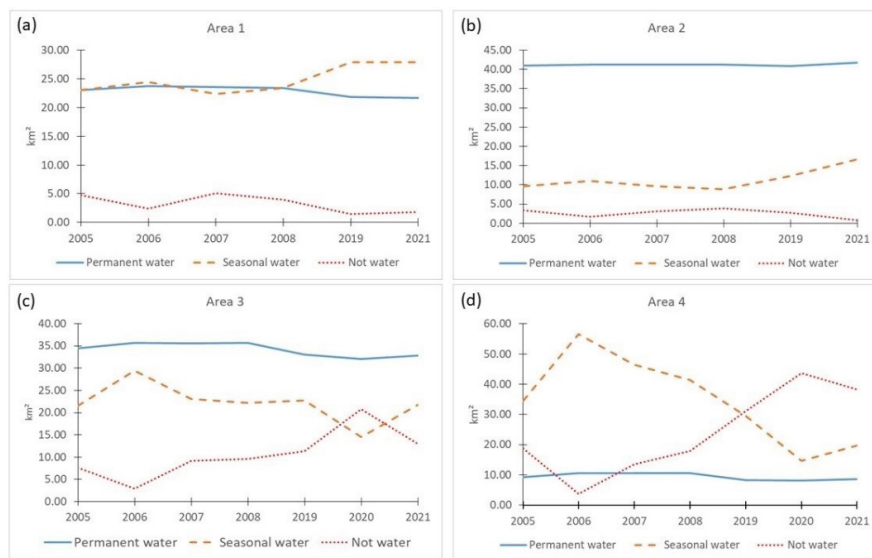 (a)
Area 1
30.00
25.00
20.00
15.00
10.00
5.00
0.00
km²
2005 2006 2007 2008 2019 2021
Permanent water Seasonal water Not water
(b)
Area 2
45.00
40.00
35.00
30.00
25.00
20.00
15.00
10.00
5.00
0.00
km²
2005 2006 2007 2008 2019 2021
Permanent water Seasonal water Not water
(c)
Area 3
40.00
35.00
30.00
25.00
20.00
15.00
10.00
5.00
0.00
km²
2005 2006 2007 2008 2019 2020 2021
Permanent water Seasonal water Not water
(d)
Area 4
60.00
50.00
40.00
30.00
20.00
10.00
0.00
km²
2005 2006 2007 2008 2019 2020 2021
Permanent water Seasonal water Not water